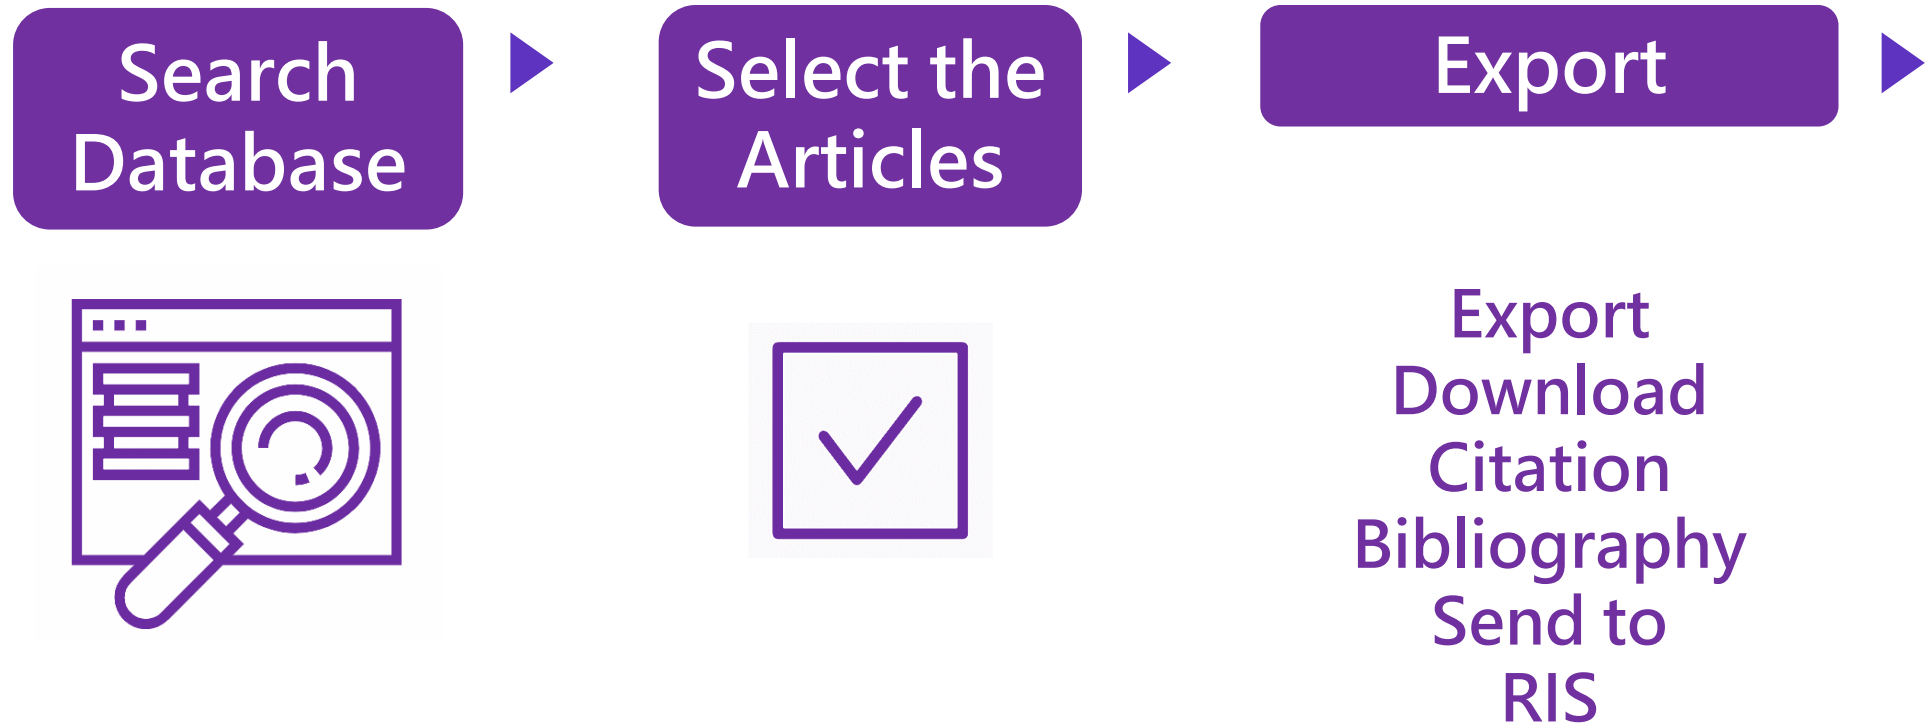 Search
Database
Select the
Articles
Export
Export
Download
Citation
Bibliography
Send to
RIS